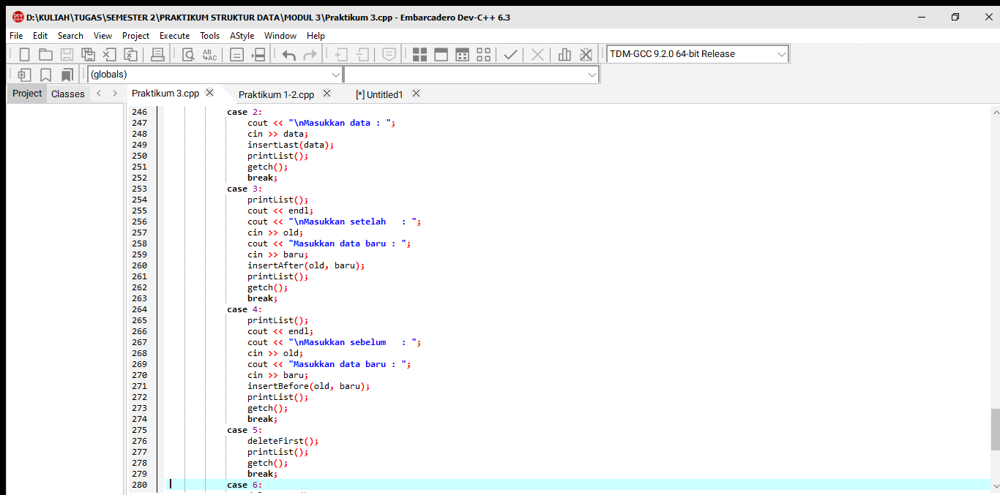 D:\KULIAH\TUGAS\SEMESTER 2\PRAKTIKUM STRUKTUR DATA\MODUL 3\Praktikum 3.cpp - Embarcadero Dev-C++ 6.3
File Edit Search View Project Execute Tools AStyle Window Help
TDM-GCC 9.2.0 64-bit Release
(globals)
Project Classes Praktikum 3.cpp Praktikum 1-2.cpp [*] Untitled1
246 case 2:
247 cout << "\nMasukkan data : ";
248 cin >> data;
249 insertLast(data);
250 printList();
251 getch();
252 break;
253 case 3:
254 printList();
255 cout << endl;
256 cout << "\nMasukkan setelah   : ";
257 cin >> old;
258 cout << "Masukkan data baru : ";
259 cin >> baru;
260 insertAfter(old, baru);
261 printList();
262 getch();
263 break;
264 case 4:
265 printList();
266 cout << endl;
267 cout << "\nMasukkan sebelum   : ";
268 cin >> old;
269 cout << "Masukkan data baru : ";
270 cin >> baru;
271 insertBefore(old, baru);
272 printList();
273 getch();
274 break;
275 case 5:
276 deleteFirst();
277 printList();
278 getch();
279 break;
280 case 6: